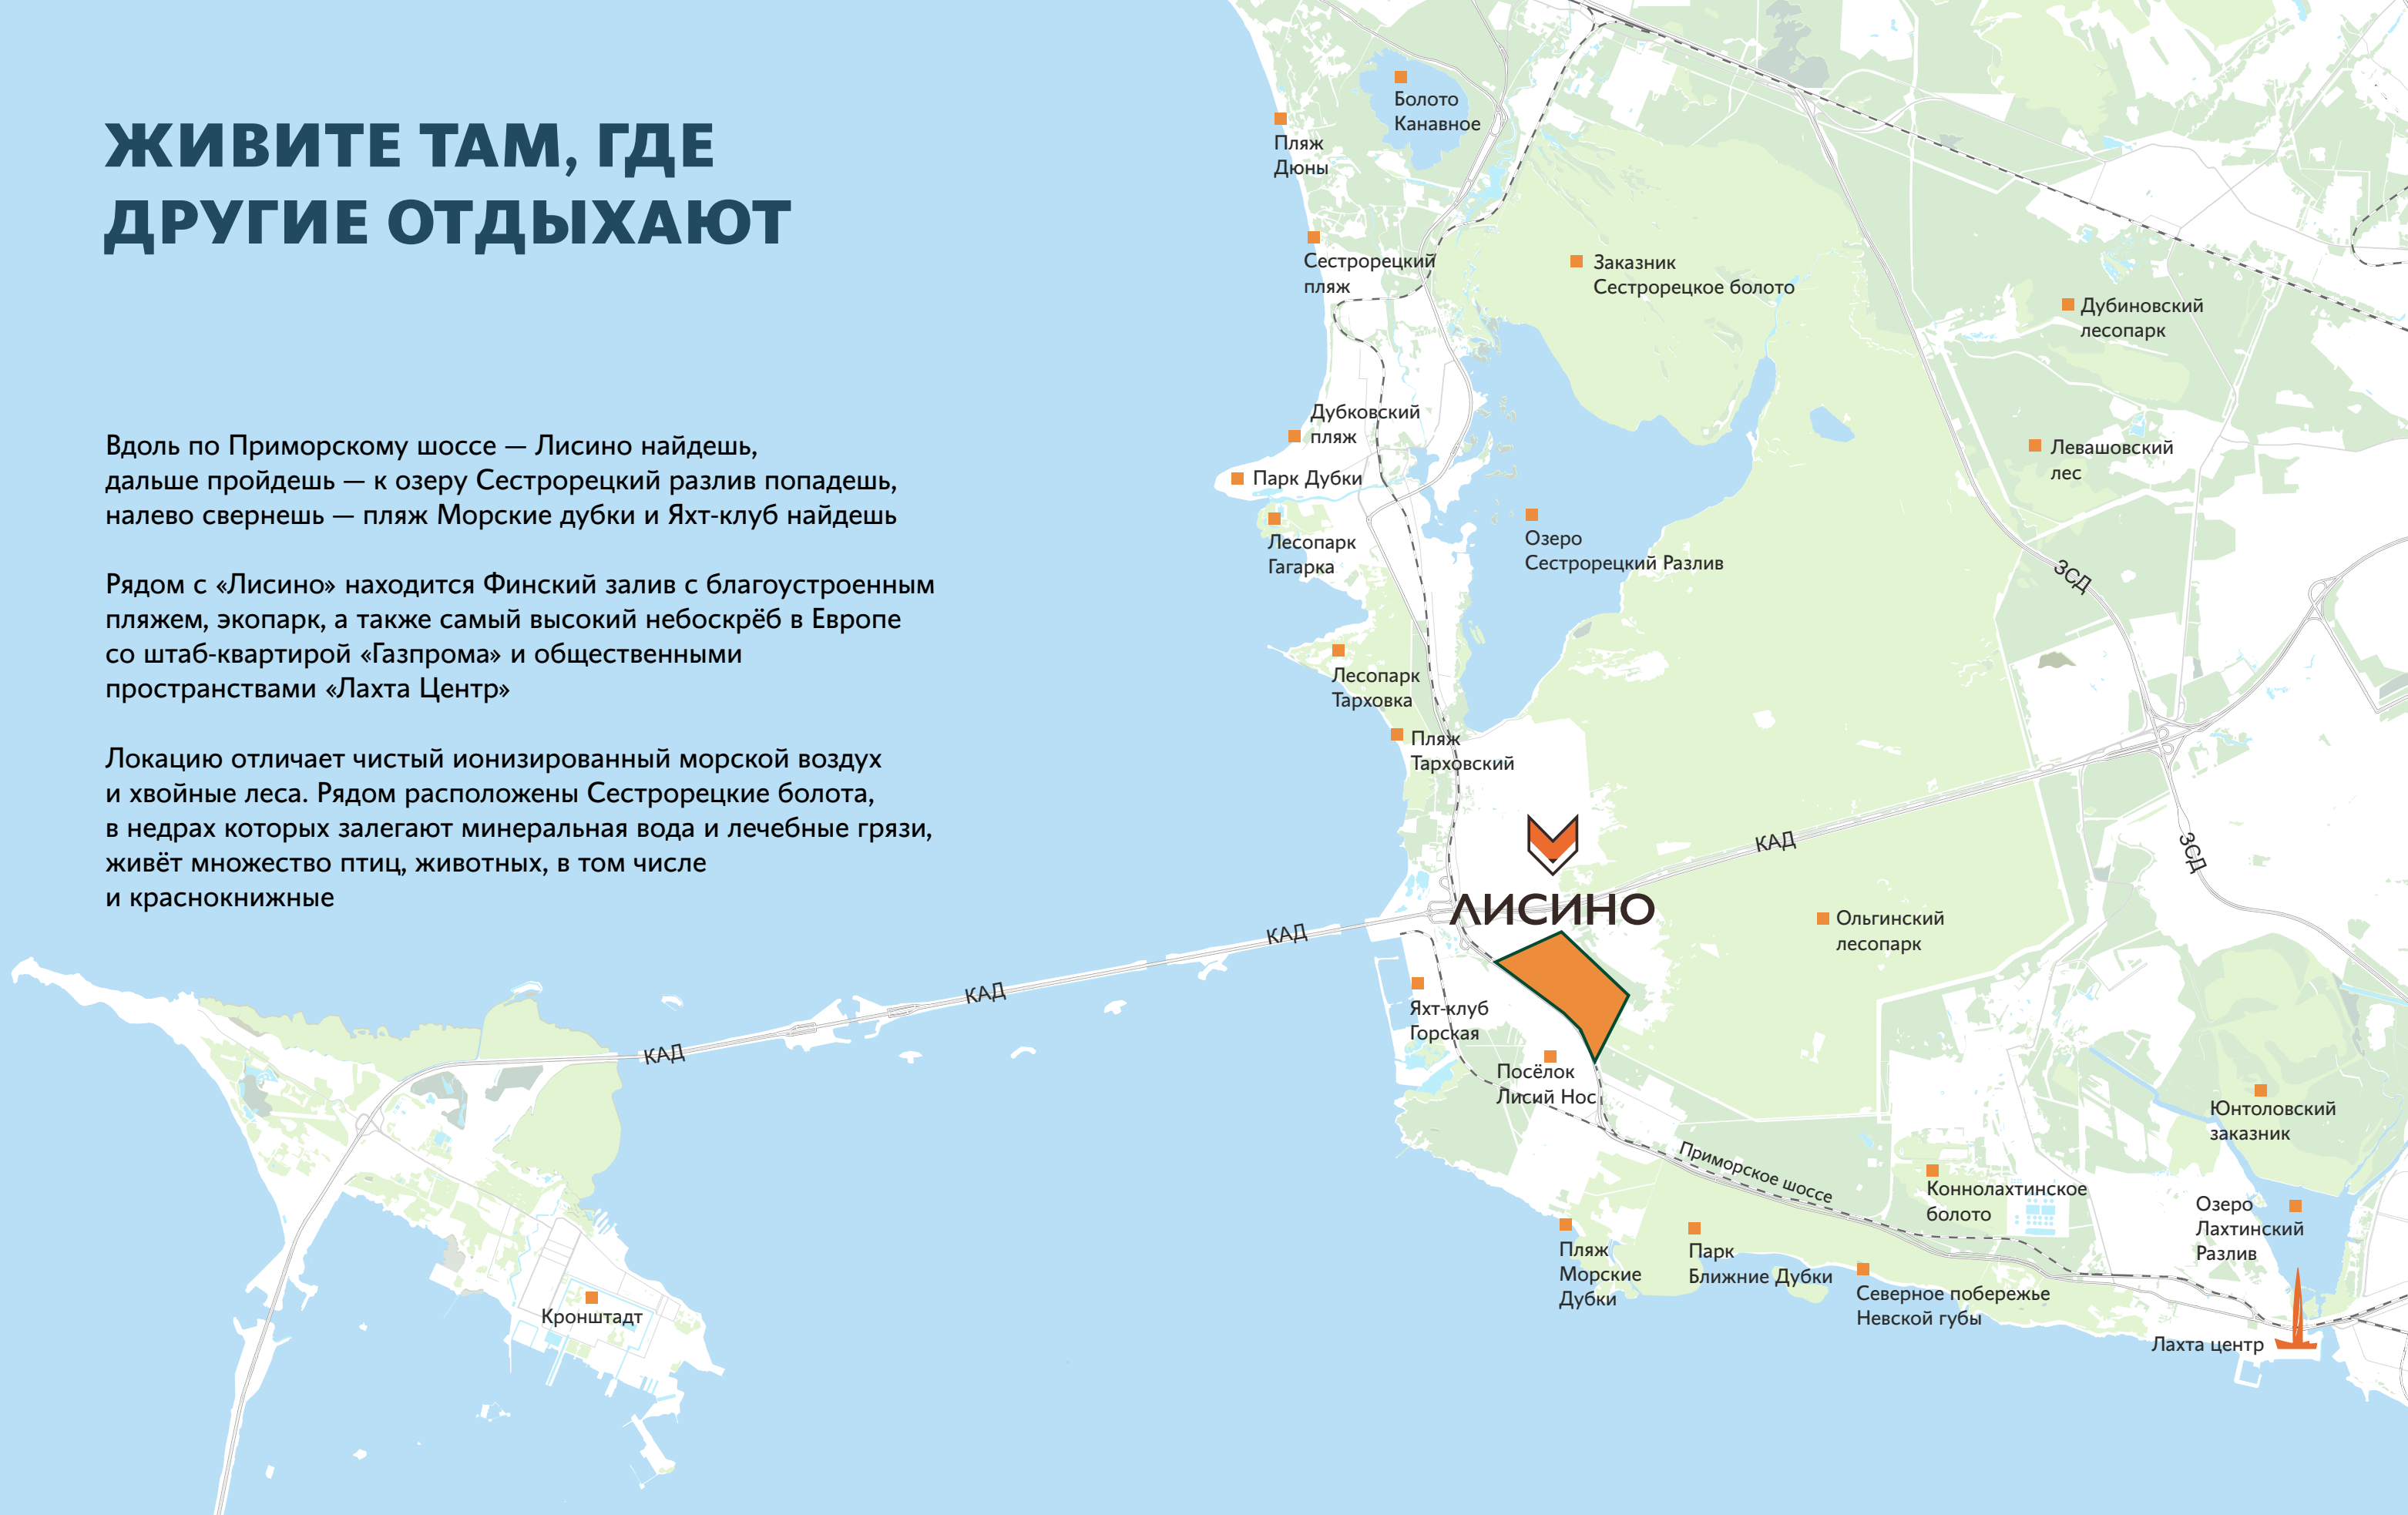 ЖИВИТЕ ТАМ, ГДЕ
ДРУГИЕ ОТДЫХАЮТ
Вдоль по Приморскому шоссе — Лисино найдешь,
дальше пройдешь — к озеру Сестрорецкий разлив попадешь,
налево свернешь — пляж Морские дубки и Яхт-клуб найдешь
Рядом с «Лисино» находится Финский залив с благоустроенным
пляжем, экопарк, а также самый высокий небоскрёб в Европе
со штаб-квартирой «Газпрома» и общественными
пространствами «Лахта Центр»
Локацию отличает чистый ионизированный морской воздух
и хвойные леса. Рядом расположены Сестрорецкие болота,
в недрах которых залегают минеральная вода и лечебные грязи,
живёт множество птиц, животных, в том числе
и краснокнижные
Болото
Канавное
Пляж
Дюны
Сестрорецкий
пляж
Заказник
Сестрорецкое болото
Дубиновский
лесопарк
Дубковский
пляж
Левашовский
лес
Парк Дубки
Лесопарк
Гагарка
Озеро
Сестрорецкий Разлив
ЗСД
Лесопарк
Тарховка
Пляж
Тарховский
КАД
ЗСД
ЛИСИНО
Ольгинский
лесопарк
КАД
КАД
КАД
Яхт-клуб
Горская
Посёлок
Лисий Нос
Юнтоловский
заказник
Приморское шоссе
Коннолахтинское
болото
Озеро
Лахтинский
Разлив
Пляж
Морские
Дубки
Парк
Ближние Дубки
Северное побережье
Невской губы
Кронштадт
Лахта центр